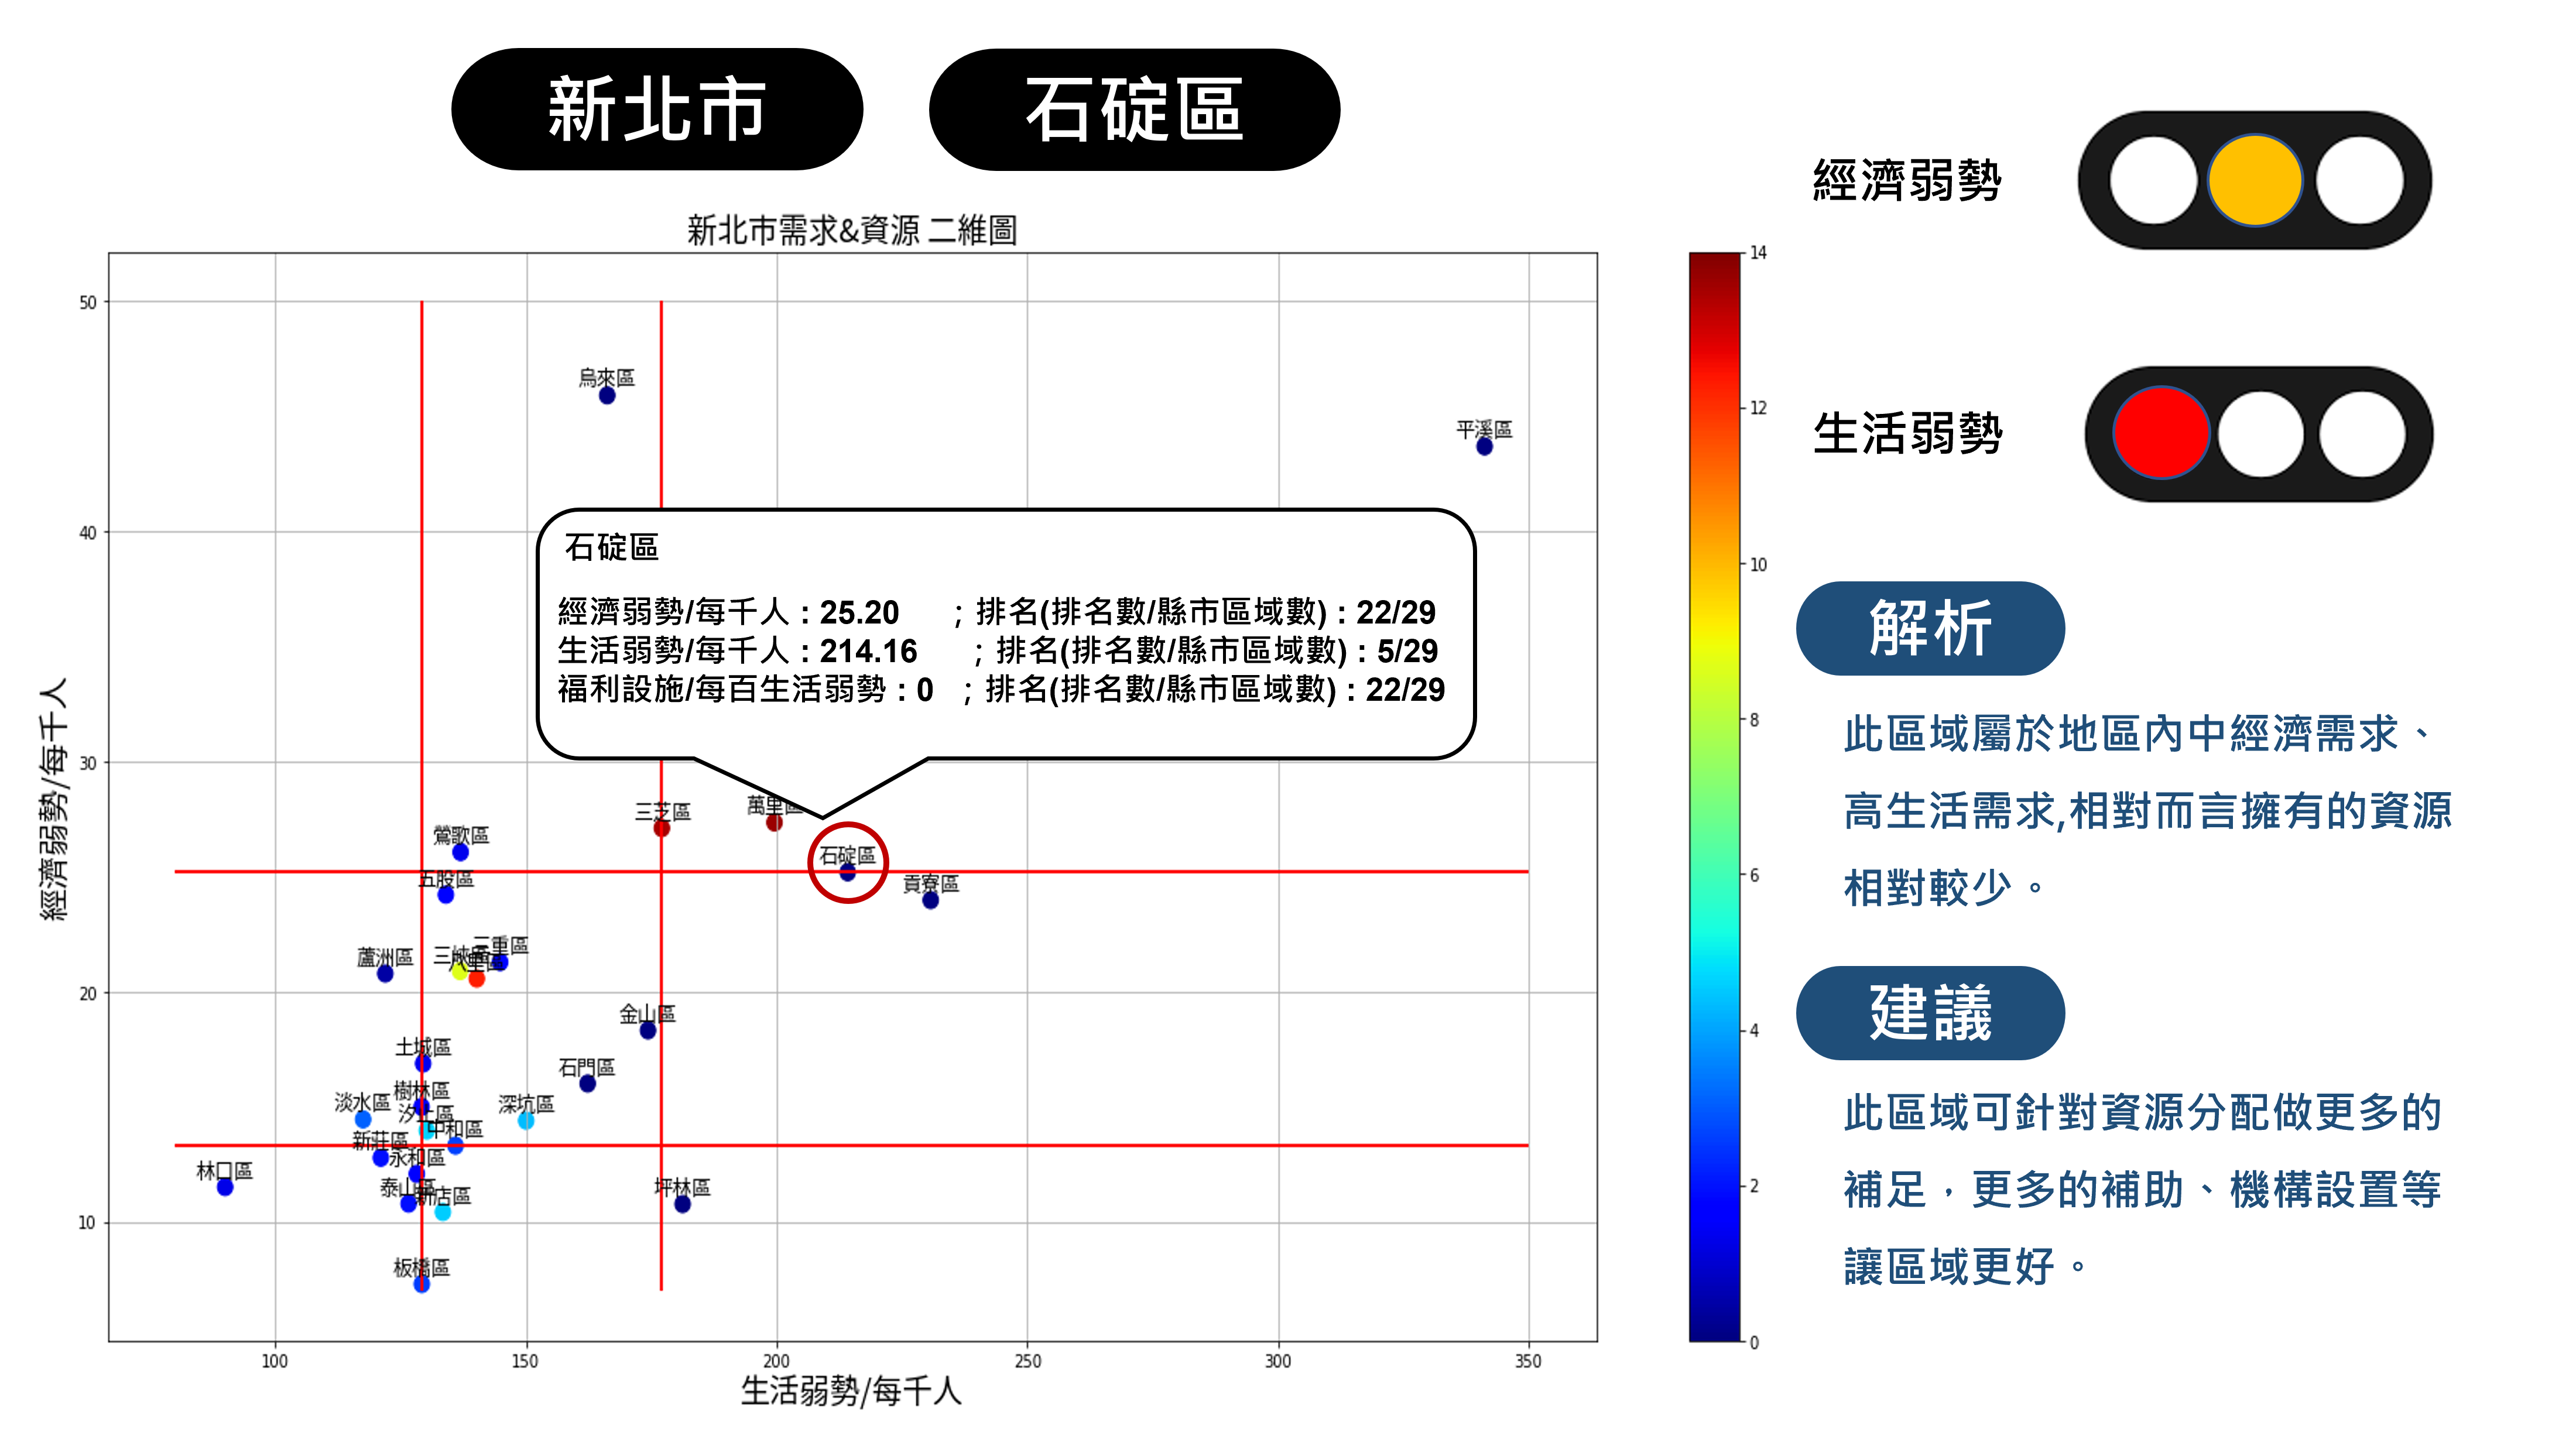 新北市
石碇區
新北市需求&資源 二維圖
經濟弱勢/每千人
50
40
30
20
10
烏來區
平溪區
石碇區
經濟弱勢/每千人 : 25.20 ; 排名(排名數/縣市區域數) : 22/29
生活弱勢/每千人 : 214.16 ; 排名(排名數/縣市區域數) : 5/29
福利設施/每百生活弱勢 : 0 ; 排名(排名數/縣市區域數) : 22/29
三芝區
萬里區
鶯歌區
石碇區
五股區
貢寮區
三重區
蘆洲區
三峽區
八里區
金山區
土城區
石門區
樹林區
淡水區
深坑區
汐止區
中和區
新莊區
永和區
林口區
泰山區
新店區
坪林區
板橋區
100
150
200
250
300
350
生活弱勢/每千人
14
12
10
8
6
4
2
0
經濟弱勢
生活弱勢
解析
此區域屬於地區內中經濟需求、
高生活需求,相對而言擁有的資源
相對較少。
建議
此區域可針對資源分配做更多的
補足，更多的補助、機構設置等
讓區域更好。